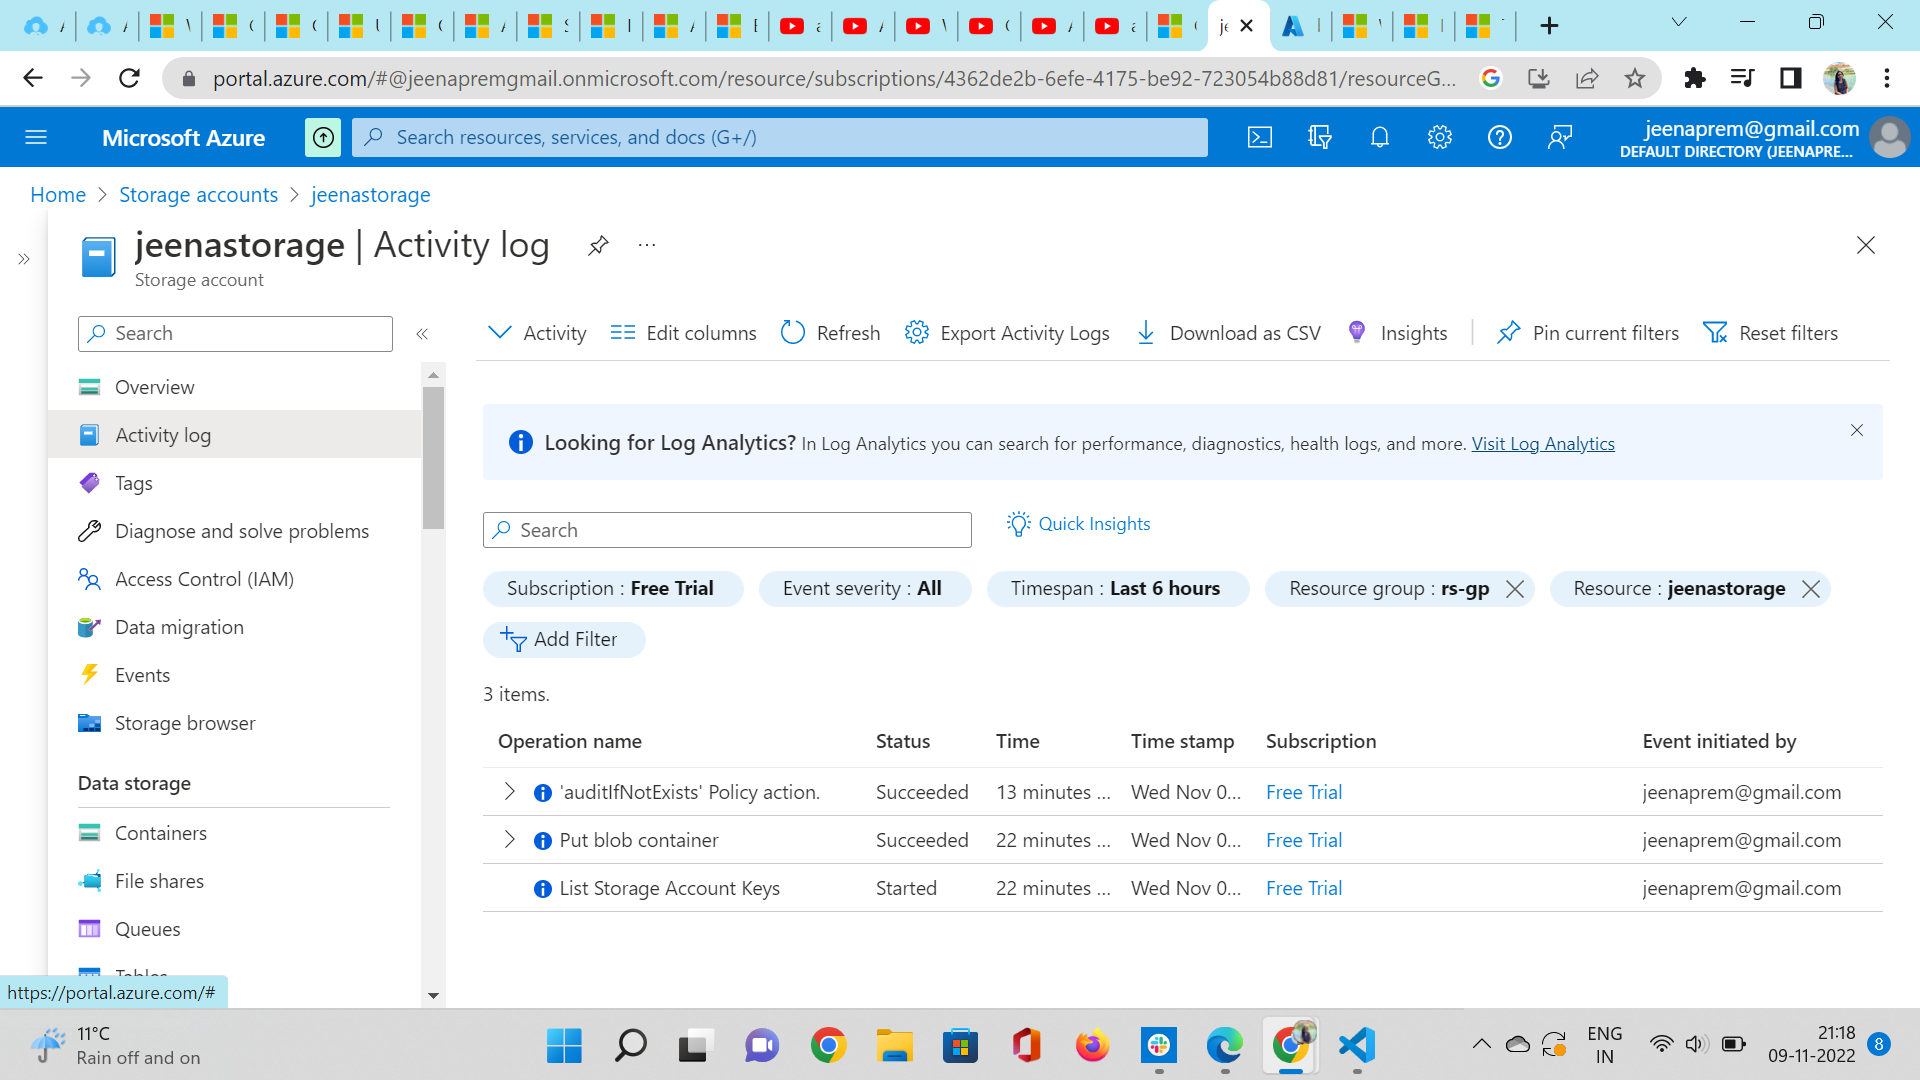 portal.azure.com/#@jeenapremgmail.onmicrosoft.com/resource/subscriptions/4362de2b-6efe-4175-be92-723054b88d81/resourceG...
Microsoft Azure
Search resources, services, and docs (G+/)
jeenaprem@gmail.com
DEFAULT DIRECTORY (JEENAPRE...
Home > Storage accounts > jeenastorage
jeenastorage | Activity log
Storage account
Search
Activity Edit columns Refresh Export Activity Logs Download as CSV Insights Pin current filters Reset filters
Overview
Activity log
Tags
Diagnose and solve problems
Access Control (IAM)
Data migration
Events
Storage browser
Data storage
Containers
File shares
Queues
Tables
Looking for Log Analytics? In Log Analytics you can search for performance, diagnostics, health logs, and more. Visit Log Analytics
Search
Quick Insights
Subscription : Free Trial Event severity : All Timespan : Last 6 hours Resource group : rs-gp Resource : jeenastorage
Add Filter
3 items.
Operation name Status Time Time stamp Subscription Event initiated by
'auditIfNotExists' Policy action. Succeeded 13 minutes ... Wed Nov 0... Free Trial jeenaprem@gmail.com
Put blob container Succeeded 22 minutes ... Wed Nov 0... Free Trial jeenaprem@gmail.com
List Storage Account Keys Started 22 minutes ... Wed Nov 0... Free Trial jeenaprem@gmail.com
https://portal.azure.com/#
11°C
Rain off and on
ENG
IN
21:18
09-11-2022
8